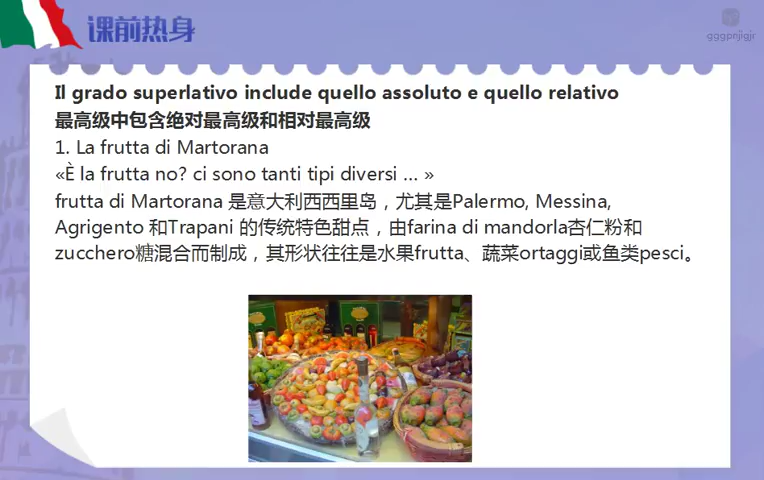 课前热身
gggpnjigjr
Il grado superlativo include quello assoluto e quello relativo
最高级中包含绝对最高级和相对最高级
1. La frutta di Martorana
«È la frutta no? ci sono tanti tipi diversi ... »
frutta di Martorana 是意大利西西里岛，尤其是Palermo, Messina,
Agrigento 和Trapani 的传统特色甜点，由farina di mandorla杏仁粉和
zucchero糖混合而制成，其形状往往是水果frutta、蔬菜ortaggi或鱼类pesci。